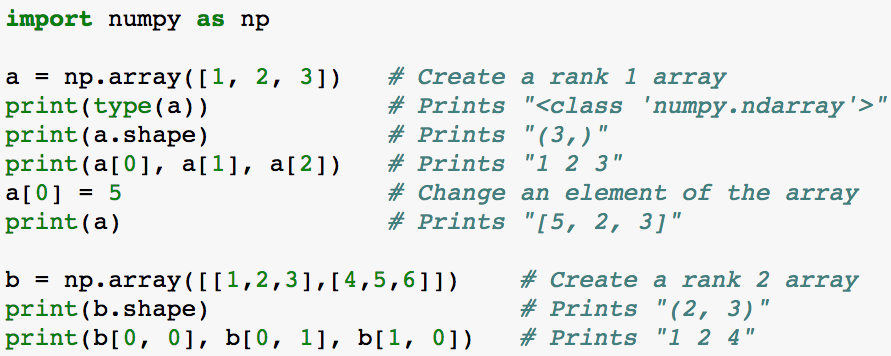 import numpy as np
a = np.array([1, 2, 3])   # Create a rank 1 array
print(type(a))            # Prints "<class 'numpy.ndarray'>"
print(a.shape)            # Prints "(3,)"
print(a[0], a[1], a[2])   # Prints "1 2 3"
a[0] = 5                  # Change an element of the array
print(a)                  # Prints "[5, 2, 3]"
b = np.array([[1,2,3],[4,5,6]])    # Create a rank 2 array
print(b.shape)                     # Prints "(2, 3)"
print(b[0, 0], b[0, 1], b[1, 0])   # Prints "1 2 4"